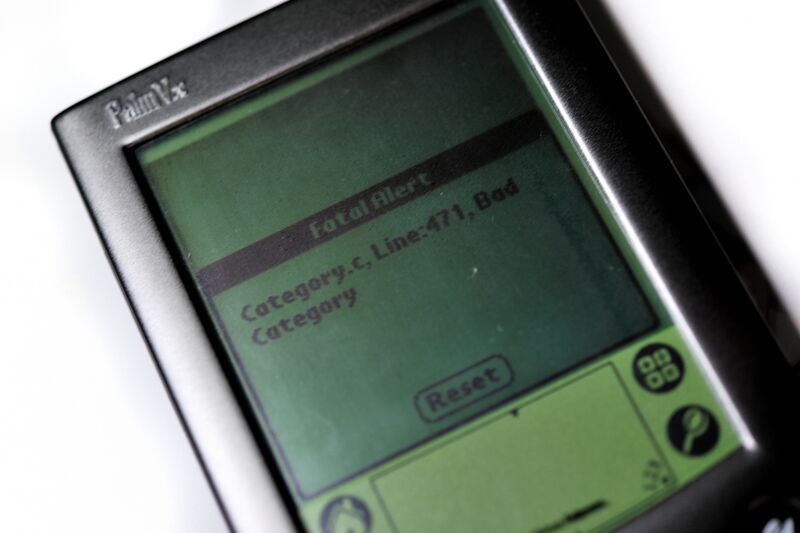 PalmVx
Fatal Alert
Category.c, Line:471, Bad
Category
Reset